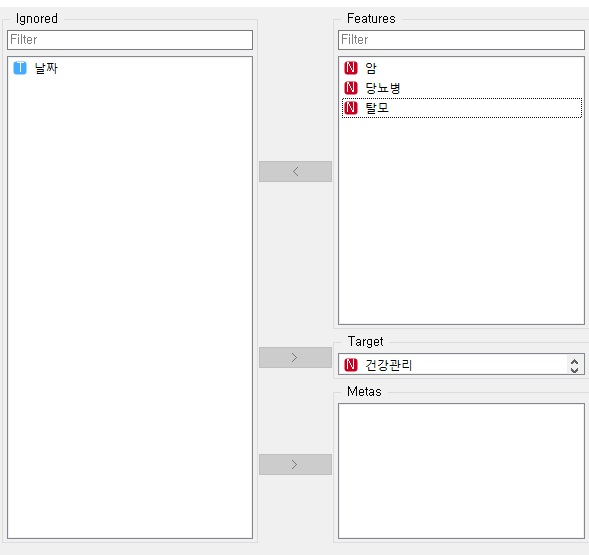 Ignored
Filter
T 날짜
<
>
>
Features
Filter
N 암
N 당뇨병
N 탈모
Target
N 건강관리
Metas